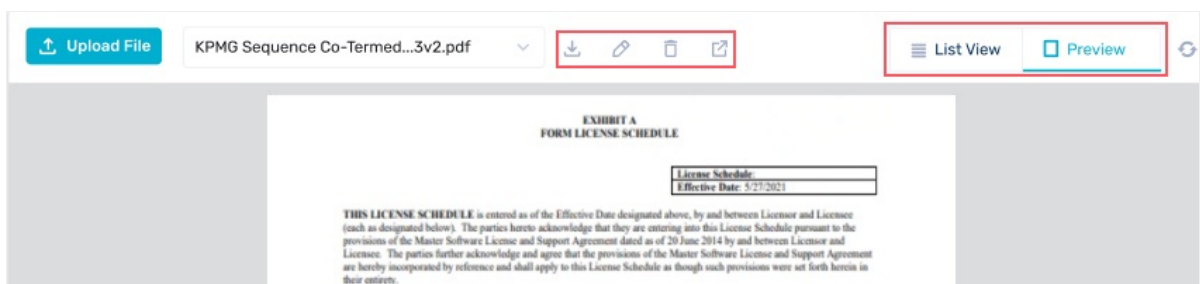 Upload File
KPMG Sequence Co-Termed...3v2.pdf
List View
Preview
EXHIBIT A
FORM LICENSE SCHEDULE
License Schedule:
Effective Date: 5/27/2021
THIS LICENSE SCHEDULE is entered as of the Effective Date designated above, by and between Licensor and Licensee
(each as designated below). The parties hereto acknowledge that they are entering into this License Schedule pursuant to the
provisions of the Master Software License and Support Agreement dated as of 20 June 2014 by and between Licensor and
Licensee. The parties further acknowledge and agree that the provisions of the Master Software License and Support Agreement
are hereby incorporated by reference and shall apply to this License Schedule as though such provisions were set forth herein in
their entirety.